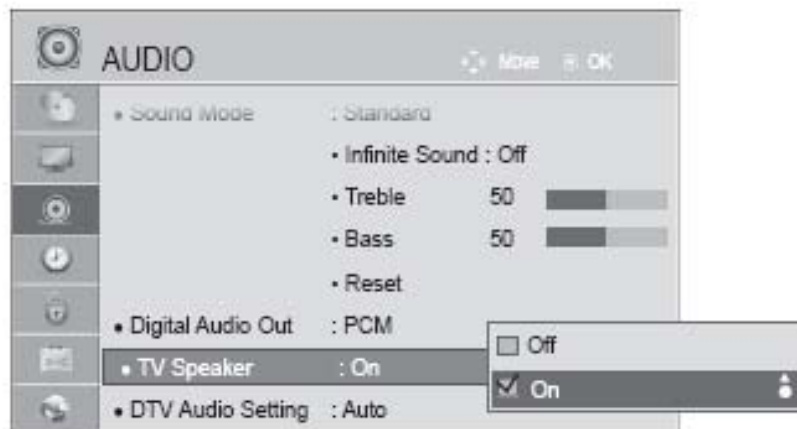 AUDIO
Move OK
• Sound Mode : Standard
• Infinite Sound : Off
• Treble 50
• Bass 50
• Reset
• Digital Audio Out : PCM
• TV Speaker : On
• DTV Audio Setting : Auto
Off
On